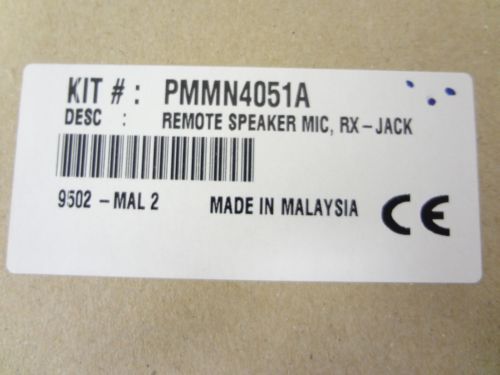 KIT # : PMMN4051A
DESC : REMOTE SPEAKER MIC, RX-JACK
9502 -MAL 2 MADE IN MALAYSIA CE